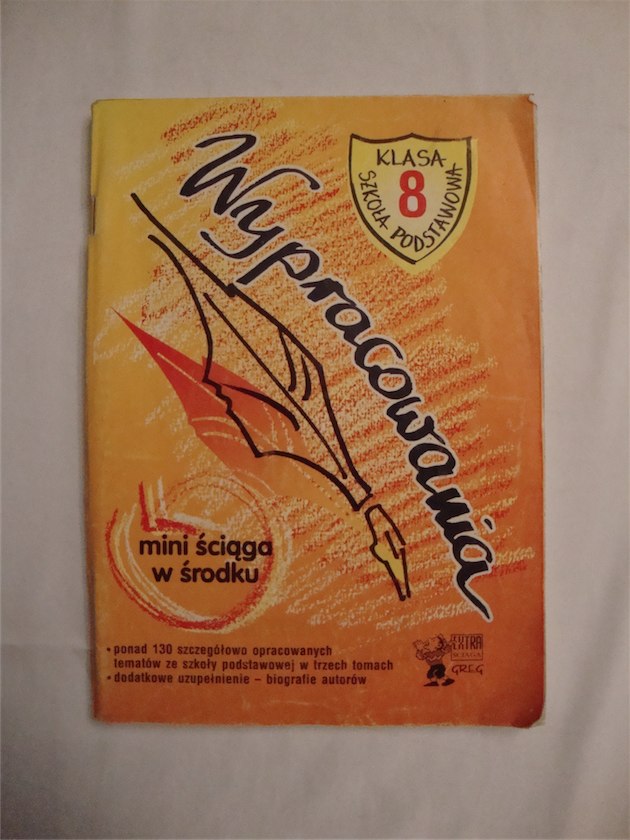 KLASA
8
SZKOŁA PODSTAWOWA
Wypracowania
mini ściąga
w środku
• ponad 130 szczegółowo opracowanych
tematów ze szkoły podstawowej w trzech tomach
• dodatkowe uzupełnienie – biografie autorów
EXTRA
GREG